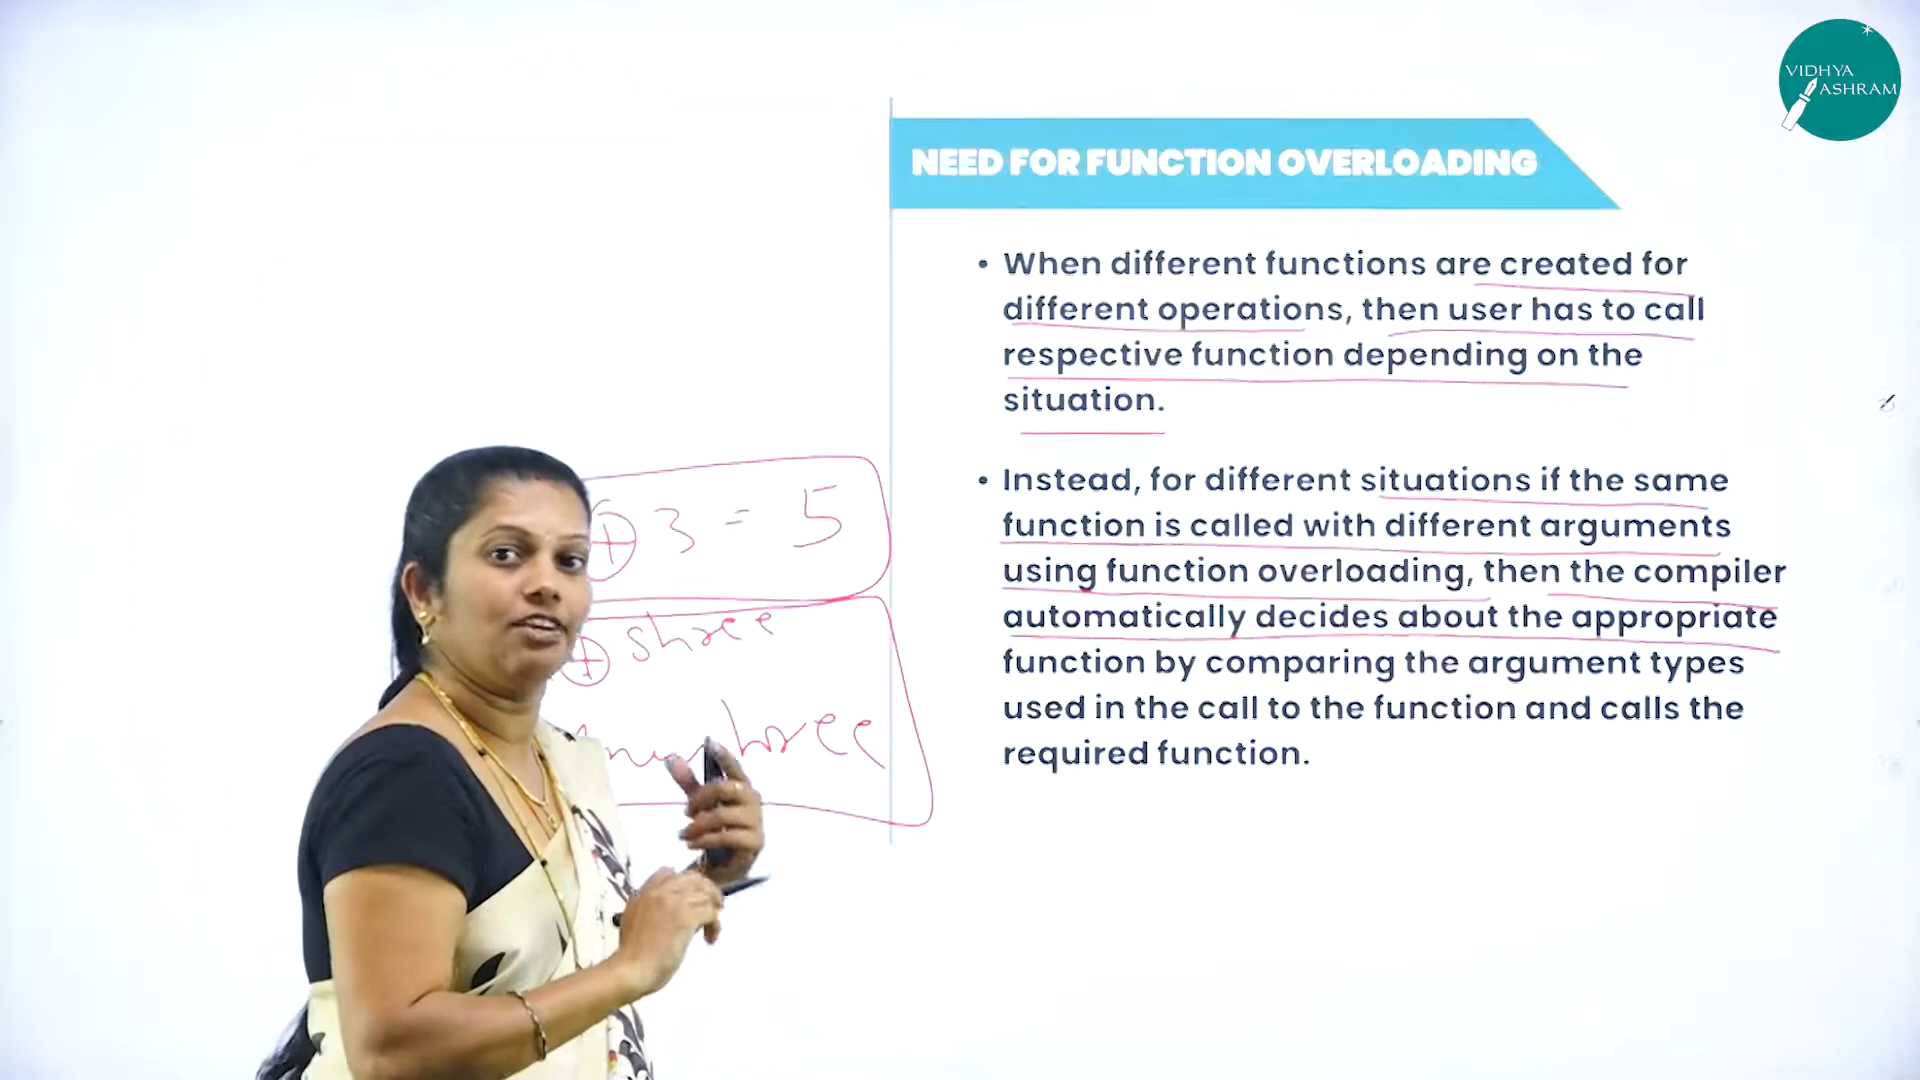 VIDHYA
ASHRAM
NEED FOR FUNCTION OVERLOADING
• When different functions are created for
different operations, then user has to call
respective function depending on the
situation.
• Instead, for different situations if the same
function is called with different arguments
using function overloading, then the compiler
automatically decides about the appropriate
function by comparing the argument types
used in the call to the function and calls the
required function.
+ 3 = 5
+ shree